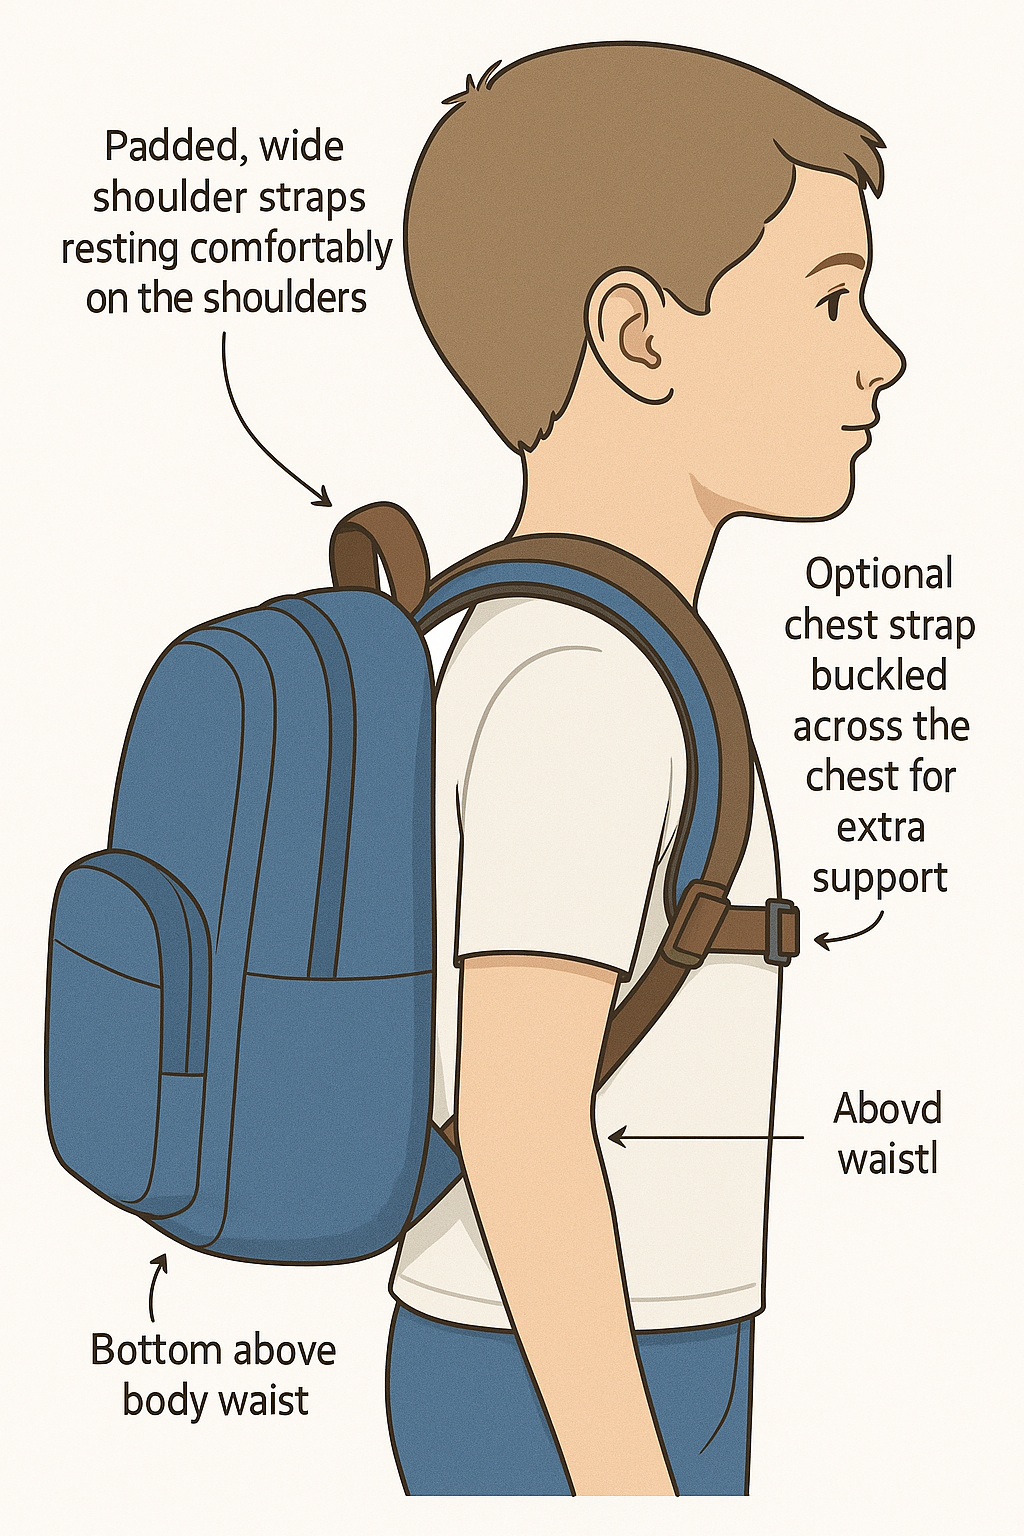 Padded, wide
shoulder straps
resting comfortably
on the shoulders
Optional
chest strap
buckled
across the
chest for
extra
support
Abovd
waistl
Bottom above
body waist